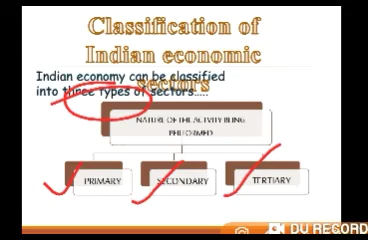 Classification of
Indian economic
sectors
Indian economy can be classified
into three types of sectors.....
NATURE OF THE ACTIVITY BEING
PERFORMED
PRIMARY
SECONDARY
TERTIARY
DU RECORD